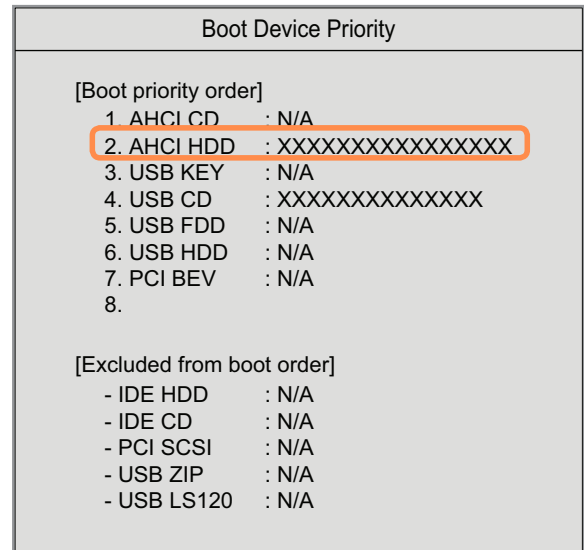 Boot Device Priority
[Boot priority order]
1. AHCI CD : N/A
2. AHCI HDD : XXXXXXXXXXXXXXXX
3. USB KEY : N/A
4. USB CD : XXXXXXXXXXXXXX
5. USB FDD : N/A
6. USB HDD : N/A
7. PCI BEV : N/A
8.
[Excluded from boot order]
- IDE HDD : N/A
- IDE CD : N/A
- PCI SCSI : N/A
- USB ZIP : N/A
- USB LS120 : N/A